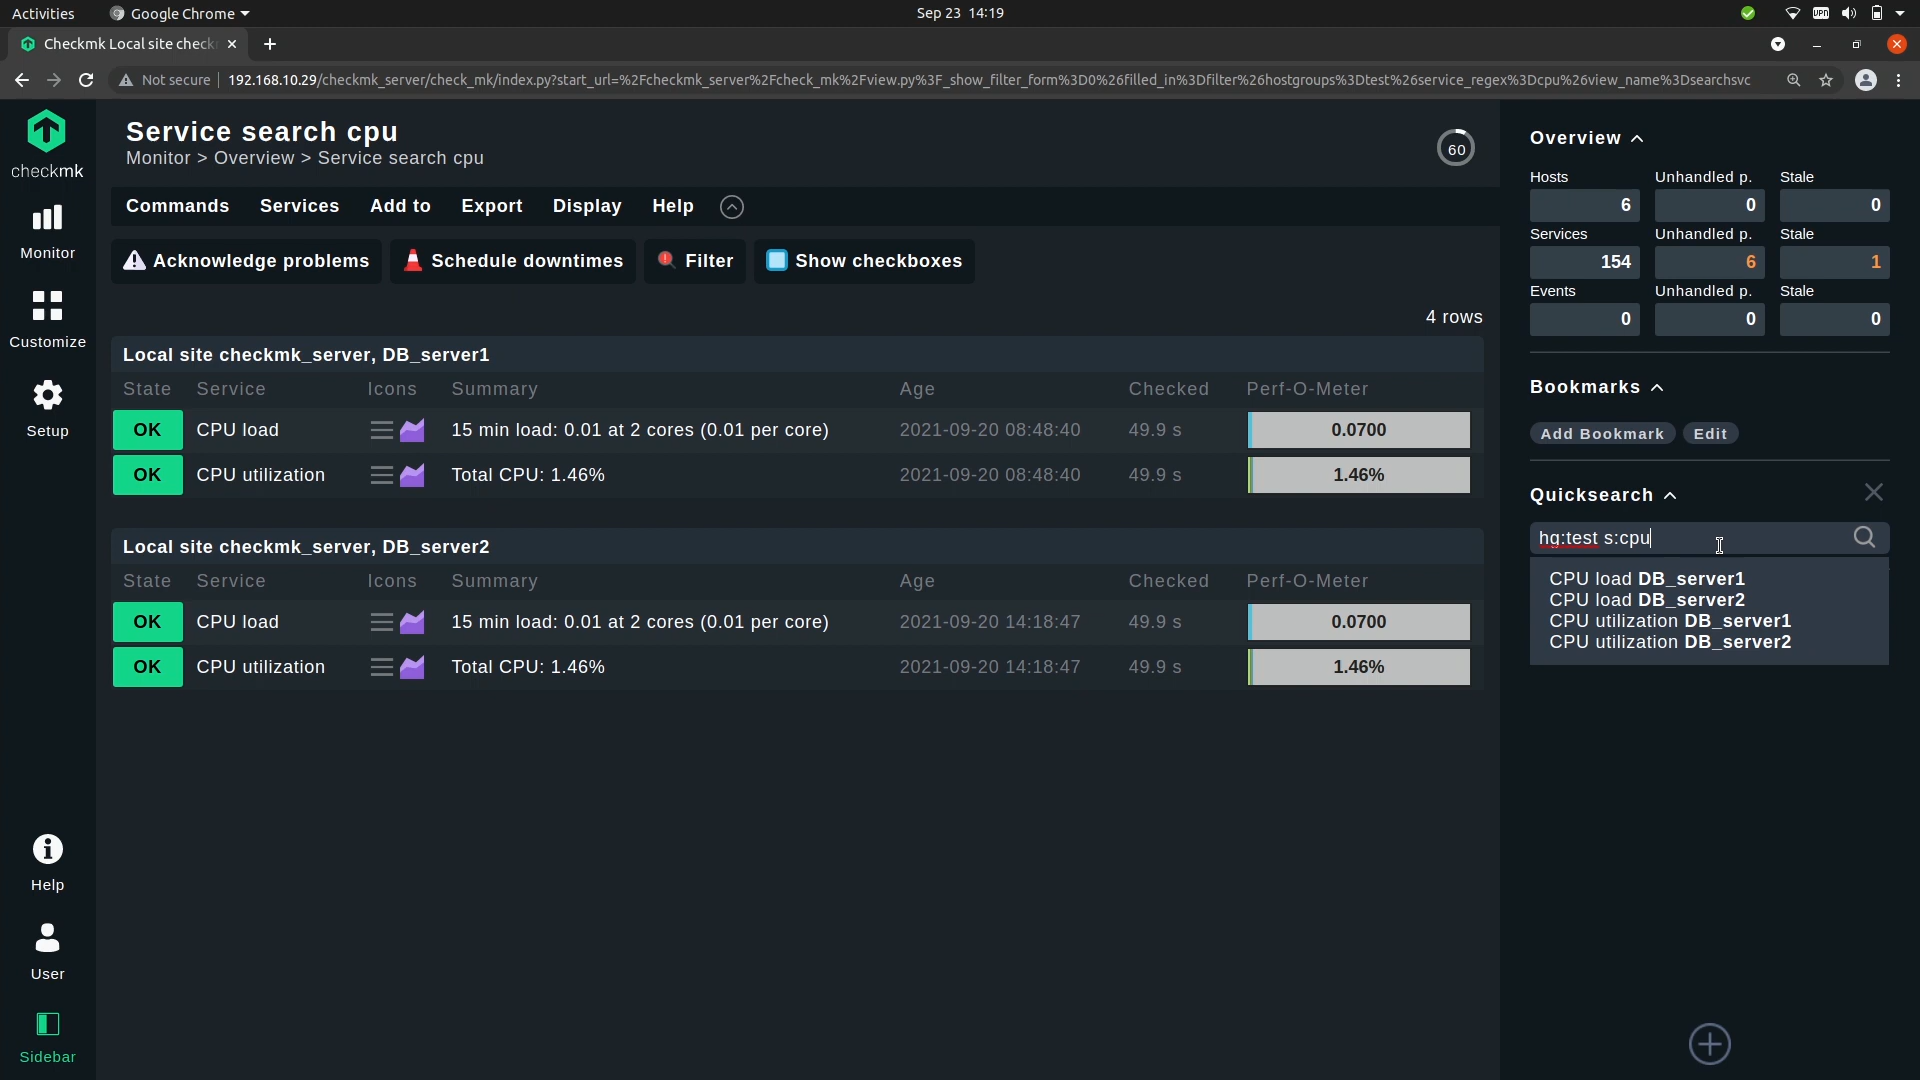 Activities Google Chrome Sep 23 14:19 VPN
Checkmk Local site check
Not secure 192.168.10.29/checkmk_server/check_mk/index.py?start_url=%2Fcheckmk_server%2Fcheck_mk%2Fview.py%3F_show_filter_form%3D0%26filled_in%3Dfilter%26hostgroups%3Dtest%26service_regex%3Dcpu%26view_name%3Dsearchsvc
checkmk
Monitor
Customize
Setup
Help
User
Sidebar
Service search cpu
Monitor > Overview > Service search cpu
60
Commands Services Add to Export Display Help
Acknowledge problems Schedule downtimes Filter Show checkboxes
4 rows
Local site checkmk_server, DB_server1
State Service Icons Summary Age Checked Perf-O-Meter
OK CPU load 15 min load: 0.01 at 2 cores (0.01 per core) 2021-09-20 08:48:40 49.9 s 0.0700
OK CPU utilization Total CPU: 1.46% 2021-09-20 08:48:40 49.9 s 1.46%
Local site checkmk_server, DB_server2
State Service Icons Summary Age Checked Perf-O-Meter
OK CPU load 15 min load: 0.01 at 2 cores (0.01 per core) 2021-09-20 14:18:47 49.9 s 0.0700
OK CPU utilization Total CPU: 1.46% 2021-09-20 14:18:47 49.9 s 1.46%
Overview
Hosts Unhandled p. Stale
6 0 0
Services Unhandled p. Stale
154 6 1
Events Unhandled p. Stale
0 0 0
Bookmarks
Add Bookmark Edit
Quicksearch
hg:test s:cpu
CPU load DB_server1
CPU load DB_server2
CPU utilization DB_server1
CPU utilization DB_server2